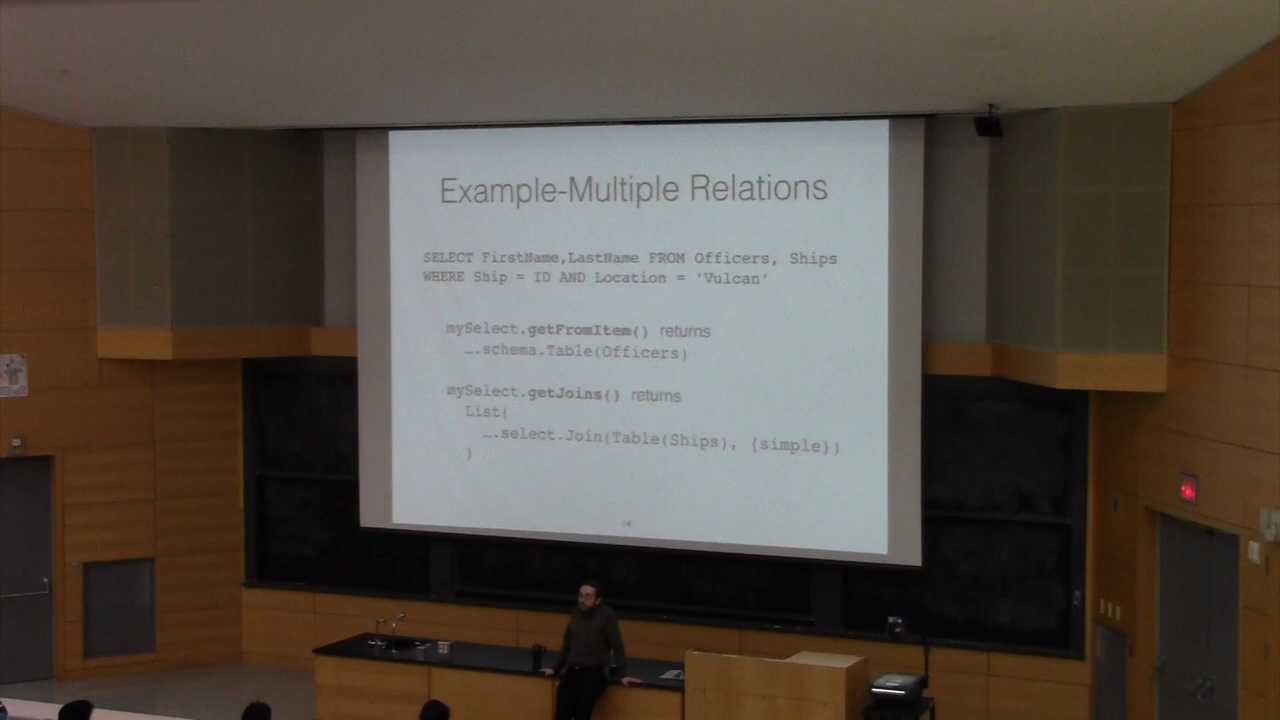 Example-Multiple Relations
SELECT FirstName,LastName FROM Officers, Ships
WHERE Ship = ID AND Location = ‘Vulcan’
mySelect.getFromItem() returns
….schema.Table(Officers)
mySelect.getJoins() returns
List(
….select.Join(Table(Ships), {simple})
)
14